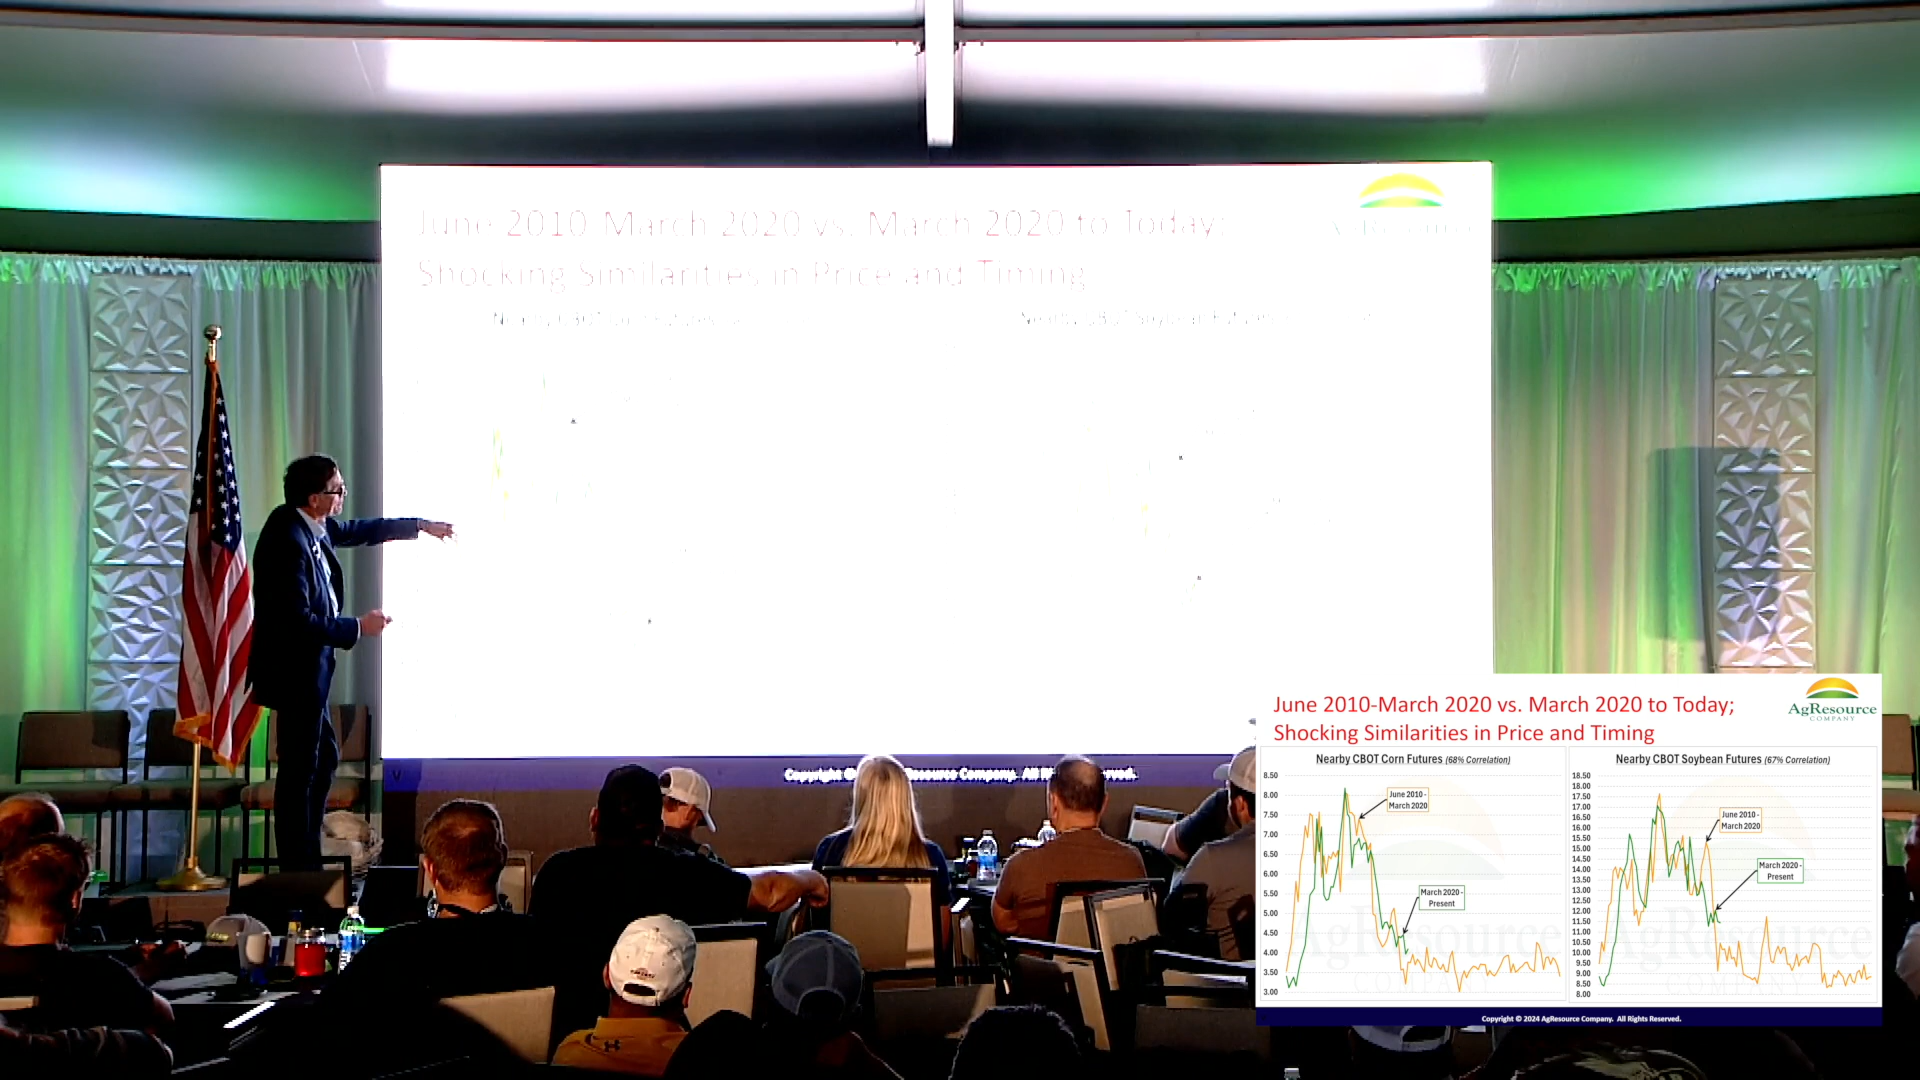 June 2010 March 2020 vs. March 2020 to Today;
Shocking Similarities in Price and Timing
Copyright © Resource Company. All Reserved.
June 2010-March 2020 vs. March 2020 to Today;
Shocking Similarities in Price and Timing
AgResource
COMPANY
Nearby CBOT Corn Futures (68% Correlation)
8.50
8.00
7.50
7.00
6.50
6.00
5.50
5.00
4.50
4.00
3.50
3.00
June 2010 -
March 2020
March 2020 -
Present
AgResource
COMPANY
Nearby CBOT Soybean Futures (67% Correlation)
18.50
18.00
17.00
16.50
16.00
15.50
15.00
14.50
14.00
13.50
13.00
12.50
12.00
11.50
11.00
10.50
10.00
9.50
9.00
8.50
8.00
June 2010 -
March 2020
March 2020 -
Present
AgResource
COMPANY
Copyright © 2024 AgResource Company. All Rights Reserved.